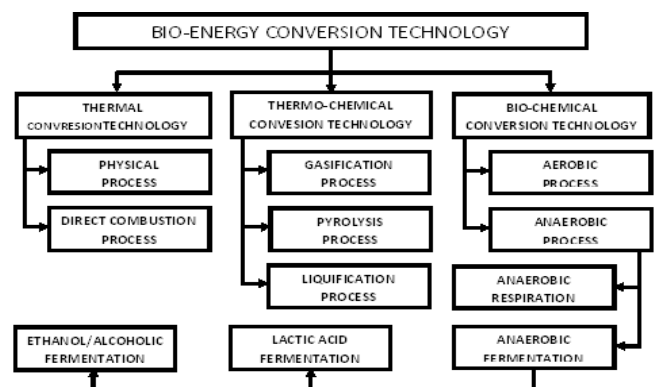 BIO-ENERGY CONVERSION TECHNOLOGY
THERMAL
CONVRESIONTECHNOLOGY
THERMO-CHEMICAL
CONVESION TECHNOLOGY
BIO-CHEMICAL
CONVERSION TECHNOLOGY
PHYSICAL
PROCESS
GASIFICATION
PROCESS
AEROBIC
PROCESS
DIRECT COMBUSTION
PROCESS
PYROLYSIS
PROCESS
ANAEROBIC
PROCESS
LIQUIFICATION
PROCESS
ANAEROBIC
RESPIRATION
ETHANOL/ALCOHOLIC
FERMENTATION
LACTIC ACID
FERMENTATION
ANAEROBIC
FERMENTATION